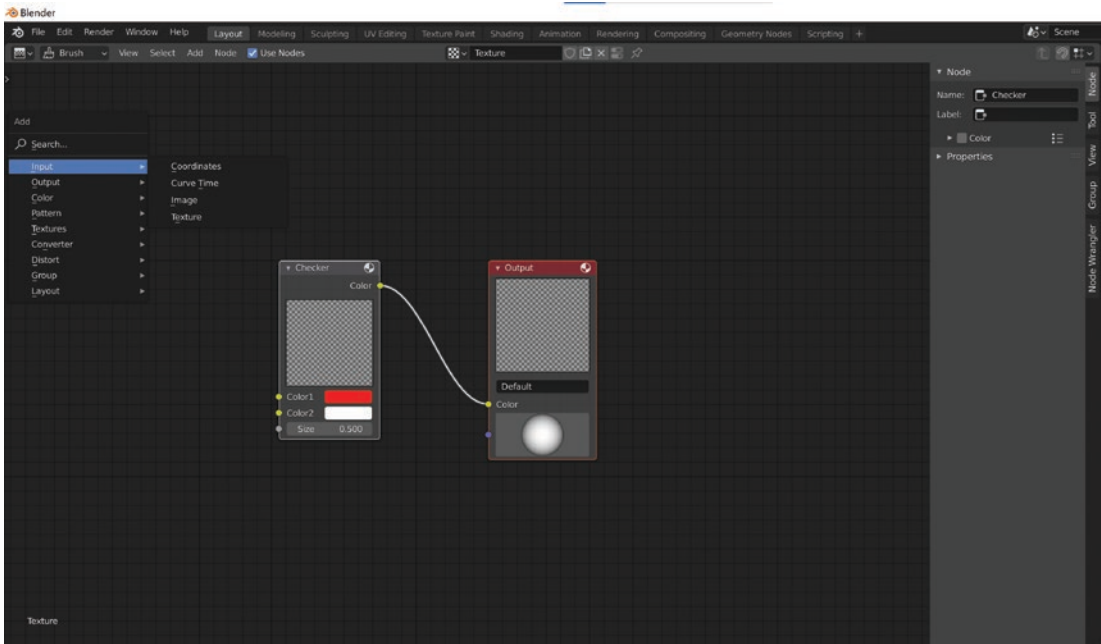 Blender
File Edit Render Window Help Layout Modeling Sculpting UV Editing Texture Paint Shading Animation Rendering Compositing Geometry Nodes Scripting + Scene
Brush View Select Add Node Use Nodes Texture
Node
Name: Checker
Label:
Color
Properties
Node
Tool
View
Group
Node Wrangler
Add
Search...
Input
Output
Color
Pattern
Textures
Converter
Distort
Group
Layout
Coordinates
Curve Time
Image
Texture
Checker
Color
Color1
Color2
Size 0.500
Output
Default
Color
Texture